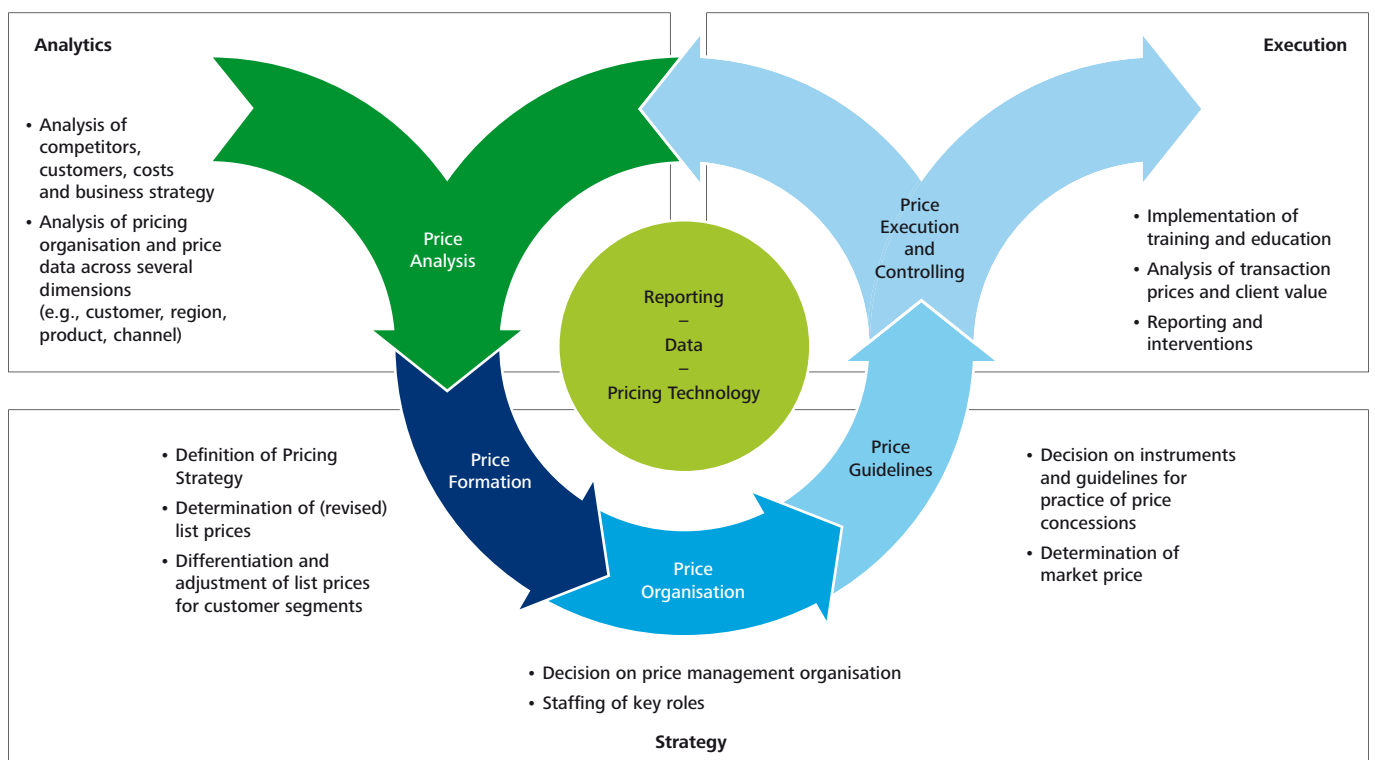 Analytics
• Analysis of
competitors,
customers, costs
and business strategy
• Analysis of pricing
organisation and price
data across several
dimensions
(e.g., customer, region,
product, channel)
Price
Analysis
Execution
Price
Execution
and
Controlling
• Implementation of
training and education
• Analysis of transaction
prices and client value
• Reporting and
interventions
Reporting
–
Data
–
Pricing Technology
• Definition of Pricing
Strategy
• Determination of (revised)
list prices
• Differentiation and
adjustment of list prices
for customer segments
Price
Formation
Price
Organisation
Price
Guidelines
• Decision on instruments
and guidelines for
practice of price
concessions
• Determination of
market price
• Decision on price management organisation
• Staffing of key roles
Strategy